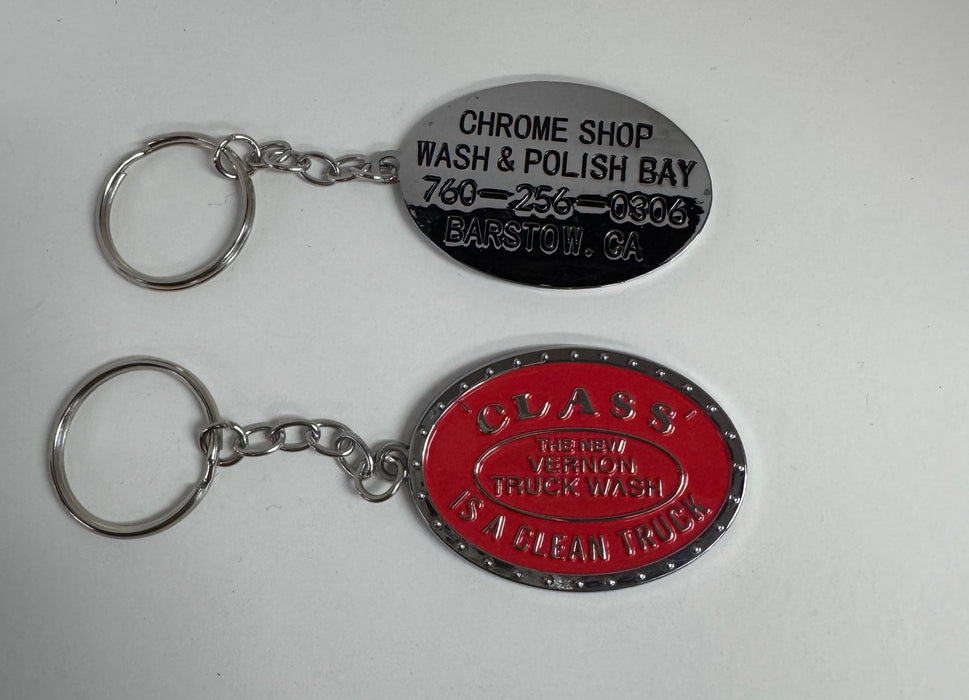 CHROME SHOP
WASH & POLISH BAY
760-256-0306
BARSTOW. CA
'CLASS'
THE NEW
VERNON
TRUCK WASH
IS A CLEAN TRUCK